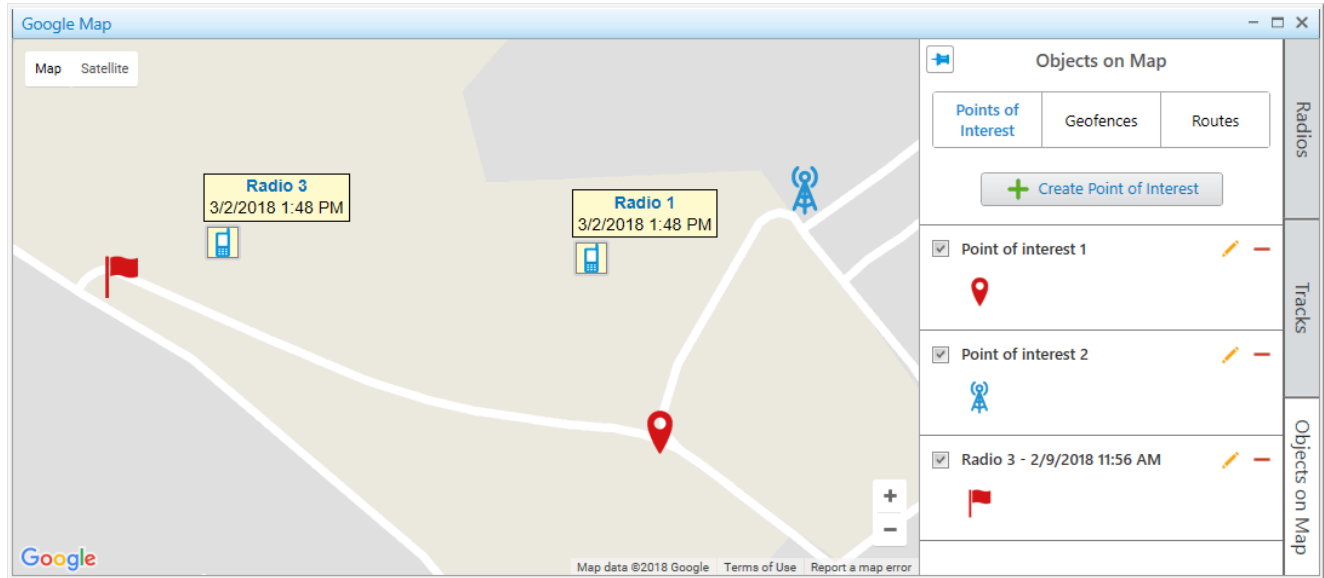 Google Map
Map Satellite
Radio 3
3/2/2018 1:48 PM
Radio 1
3/2/2018 1:48 PM
Google
Map data ©2018 Google Terms of Use Report a map error
Objects on Map
Points of
Interest
Geofences
Routes
Create Point of Interest
Point of interest 1
Point of interest 2
Radio 3 - 2/9/2018 11:56 AM
Radios
Tracks
Objects on Map